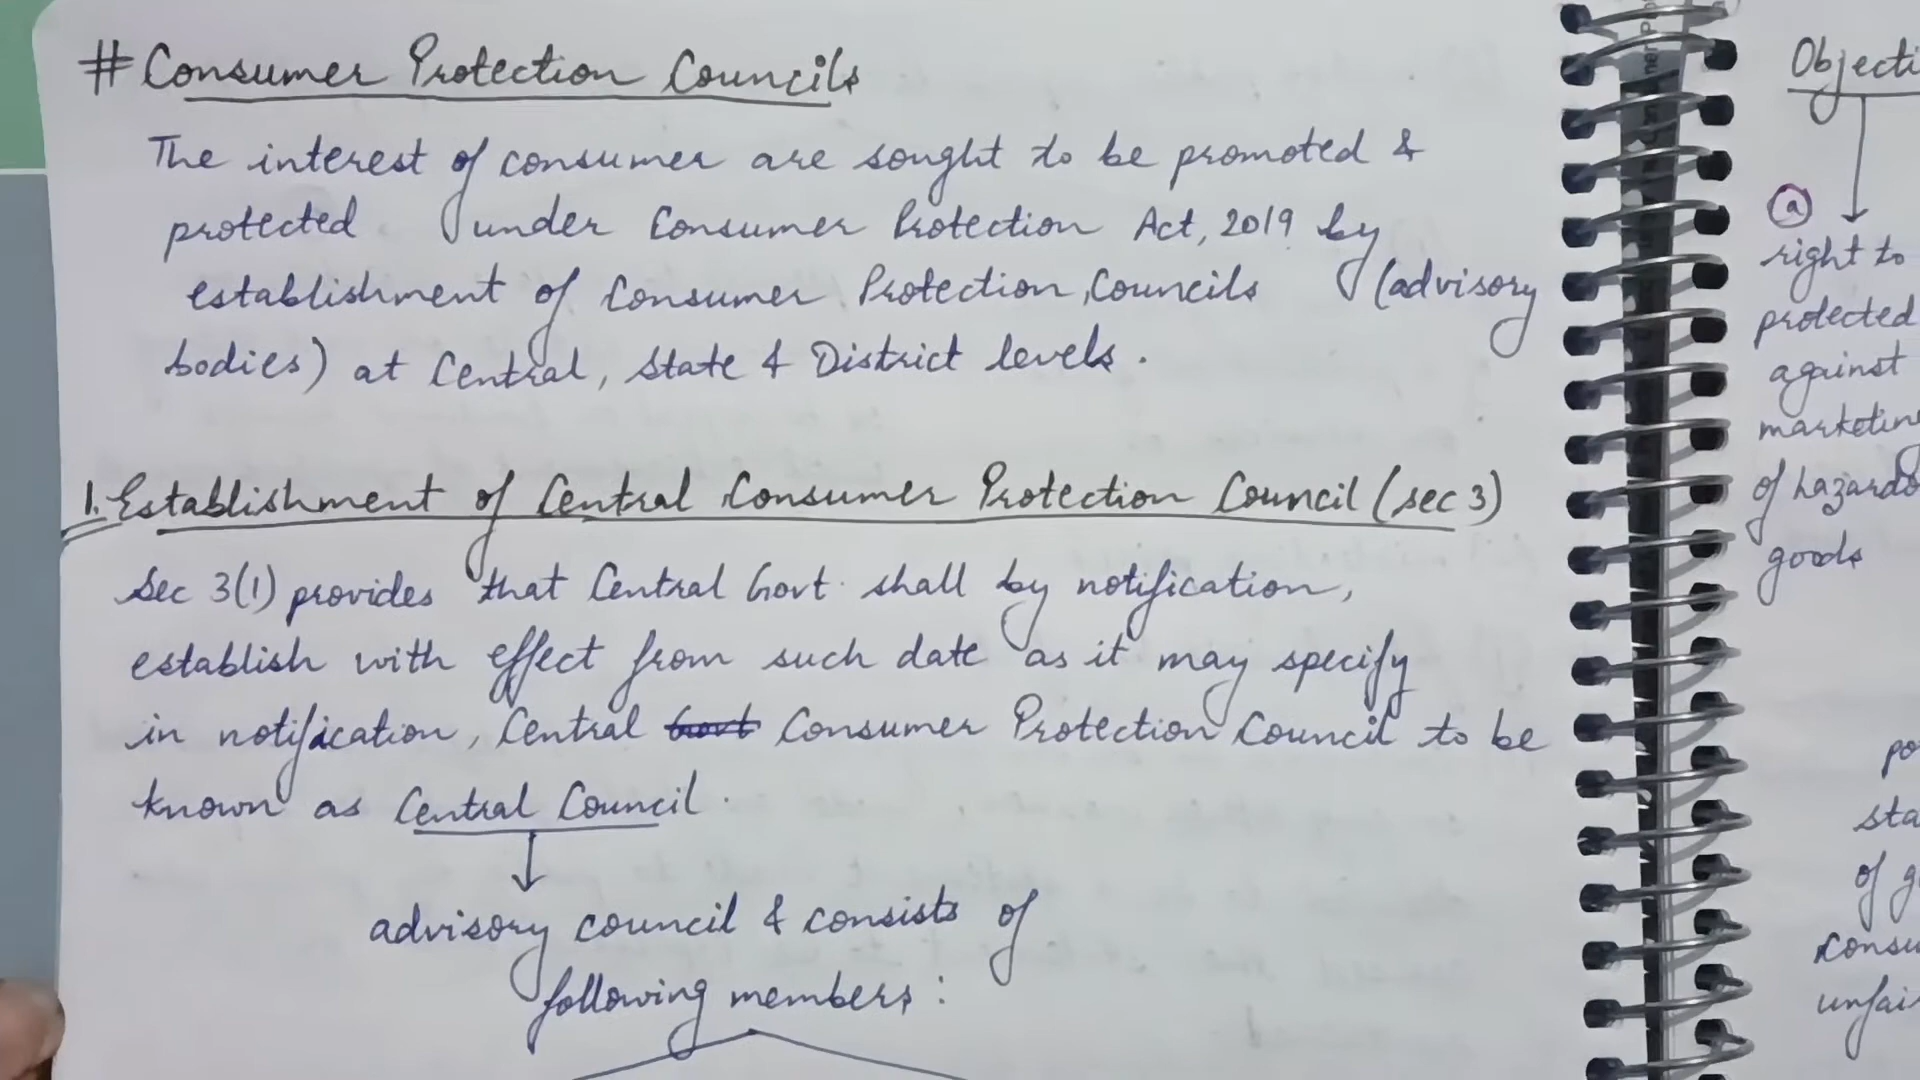 # Consumer Protection Councils
The interest of consumer are sought to be promoted &
protected under Consumer Protection Act, 2019 by
establishment of Consumer Protection Councils (advisory
bodies) at Central, State & District levels.
1. Establishment of Central Consumer Protection Council (sec 3)
Sec 3(1) provides that Central Govt. shall by notification,
establish with effect from such date as it may specify
in notification, Central Govt Consumer Protection Council to be
known as Central Council.
advisory council & consists of
following members:
Objecti
(a)
right to
protected
against
marketing
of hazardo
goods
po
sta
of g
consu
unfai